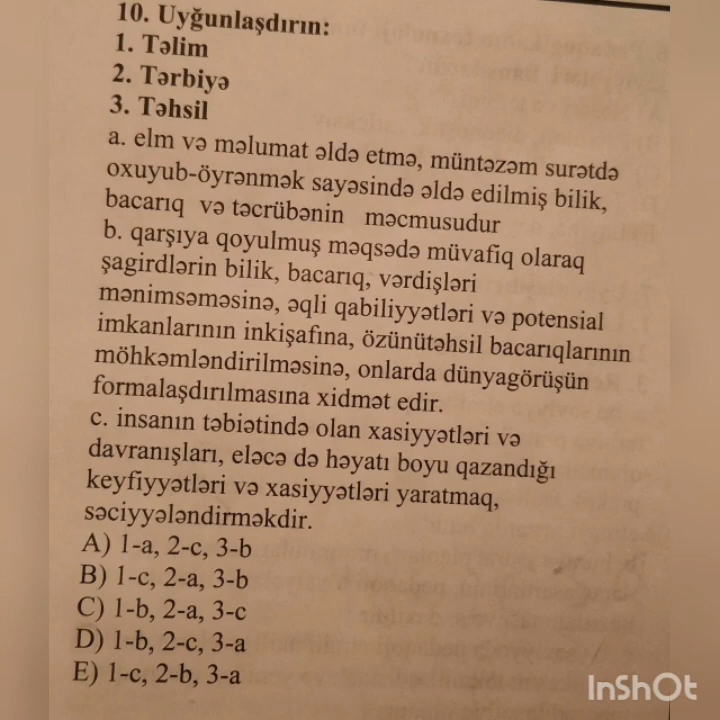 10. Uyğunlaşdırın:
1. Təlim
2. Tərbiyə
3. Təhsil
a. elm və məlumat əldə etmə, müntəzəm surətdə
oxuyub-öyrənmək sayəsində əldə edilmiş bilik,
bacarıq və təcrübənin məcmusudur
b. qarşıya qoyulmuş məqsədə müvafiq olaraq
şagirdlərin bilik, bacarıq, vərdişləri
mənimsəməsinə, əqli qabiliyyətləri və potensial
imkanlarının inkişafına, özünütəhsil bacarıqlarının
möhkəmləndirilməsinə, onlarda dünyagörüşün
formalaşdırılmasına xidmət edir.
c. insanın təbiətində olan xasiyyətləri və
davranışları, eləcə də həyatı boyu qazandığı
keyfiyyətləri və xasiyyətləri yaratmaq,
səciyyələndirməkdir.
A) 1-a, 2-c, 3-b
B) 1-c, 2-a, 3-b
C) 1-b, 2-a, 3-c
D) 1-b, 2-c, 3-a
E) 1-c, 2-b, 3-a
InShOt